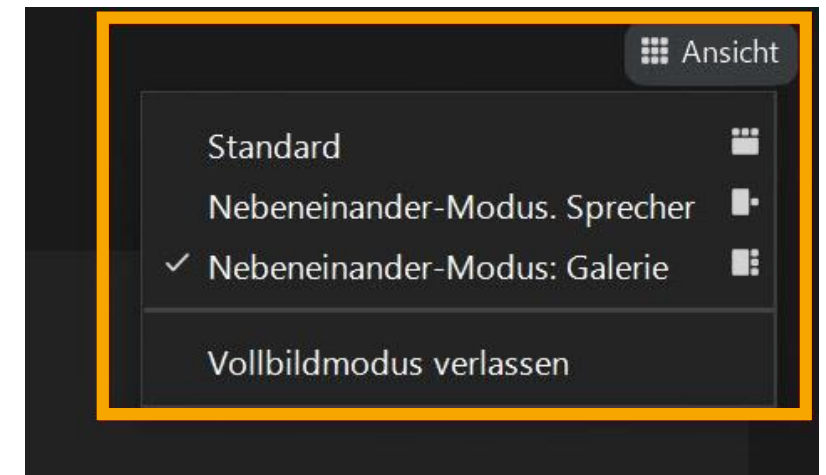 Ansicht
Standard
Nebeneinander-Modus. Sprecher
Nebeneinander-Modus: Galerie
Vollbildmodus verlassen